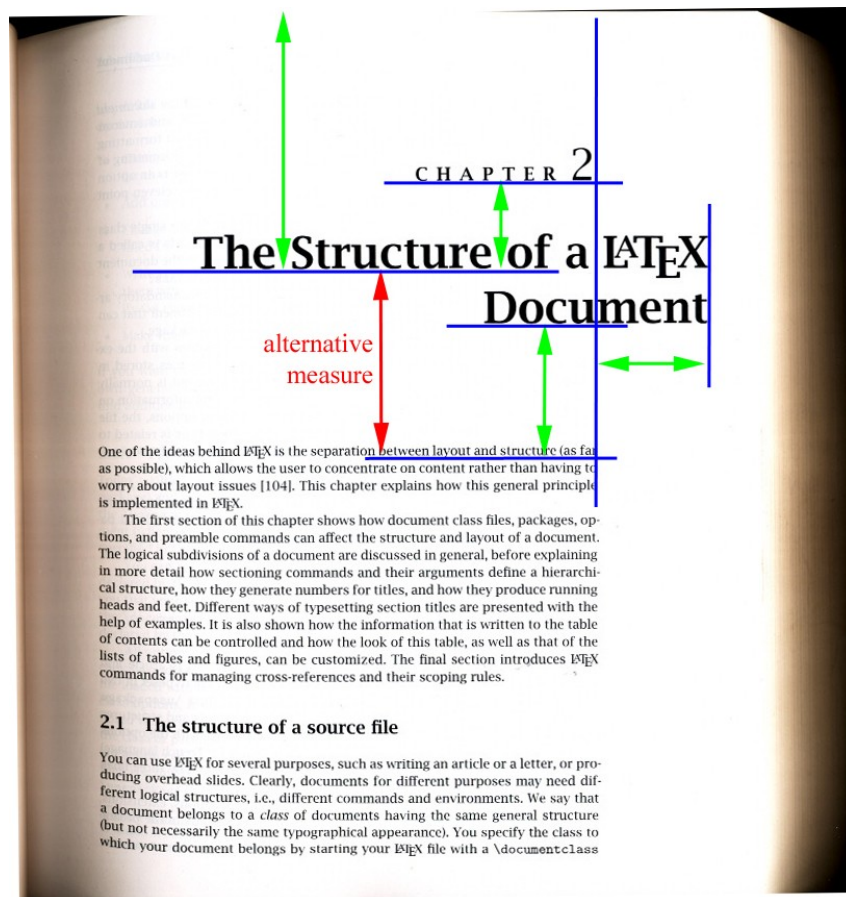 CHAPTER 2
The Structure of a LATEX
Document
alternative
measure
One of the ideas behind LATEX is the separation between layout and structure (as far
as possible), which allows the user to concentrate on content rather than having to
worry about layout issues [104]. This chapter explains how this general principle
is implemented in LATEX.
The first section of this chapter shows how document class files, packages, op-
tions, and preamble commands can affect the structure and layout of a document.
The logical subdivisions of a document are discussed in general, before explaining
in more detail how sectioning commands and their arguments define a hierarchi-
cal structure, how they generate numbers for titles, and how they produce running
heads and feet. Different ways of typesetting section titles are presented with the
help of examples. It is also shown how the information that is written to the table
of contents can be controlled and how the look of this table, as well as that of the
lists of tables and figures, can be customized. The final section introduces LATEX
commands for managing cross-references and their scoping rules.
2.1 The structure of a source file
You can use LATEX for several purposes, such as writing an article or a letter, or pro-
ducing overhead slides. Clearly, documents for different purposes may need dif-
ferent logical structures, i.e., different commands and environments. We say that
a document belongs to a class of documents having the same general structure
(but not necessarily the same typographical appearance). You specify the class to
which your document belongs by starting your LATEX file with a \documentclass